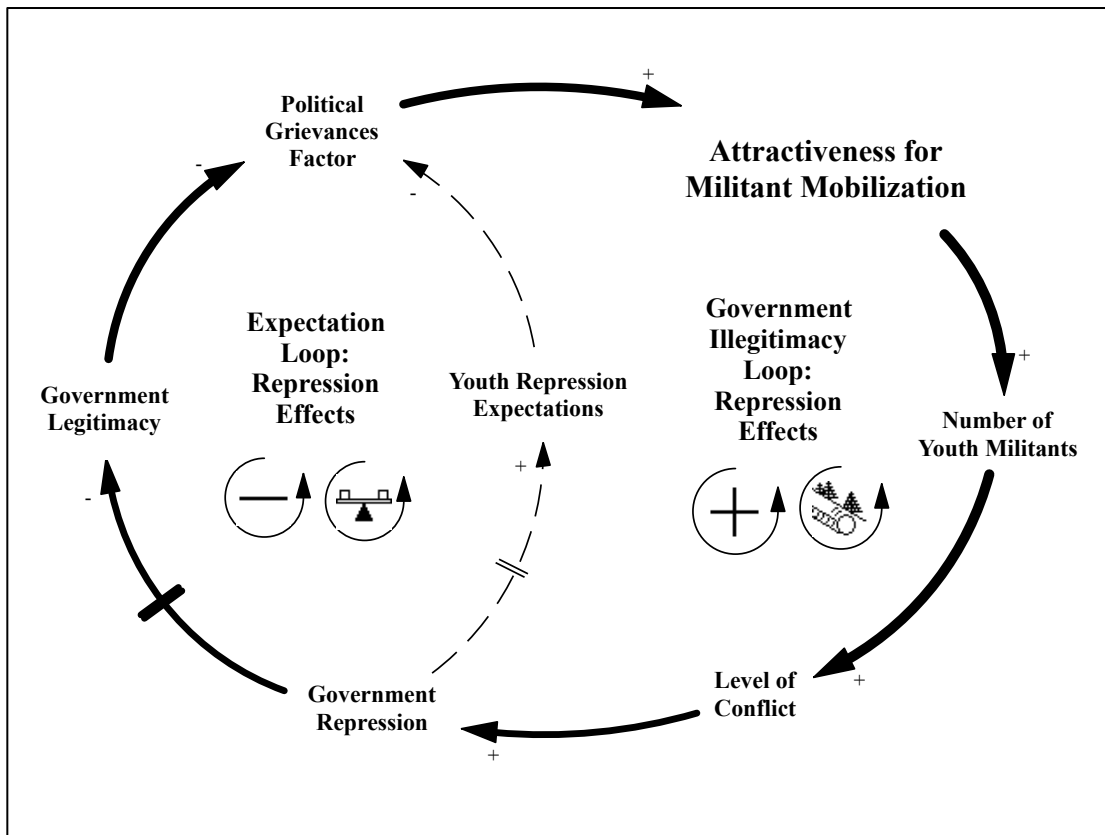 +
Political
Grievances
Factor
Attractiveness for
Militant Mobilization
-
-
Expectation
Loop:
Repression
Effects
Government
Illegitimacy
Loop:
Repression
Effects
+
Government
Legitimacy
Youth Repression
Expectations
Number of
Youth Militants
-
+
Level of
Conflict
+
Government
Repression
+